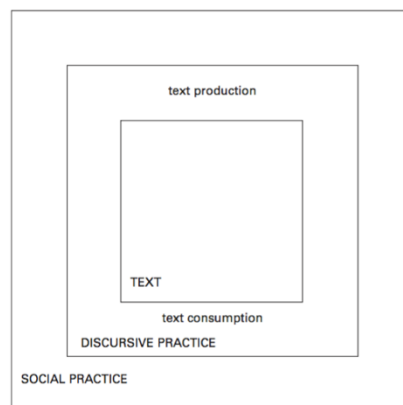 text production
TEXT
text consumption
DISCURSIVE PRACTICE
SOCIAL PRACTICE